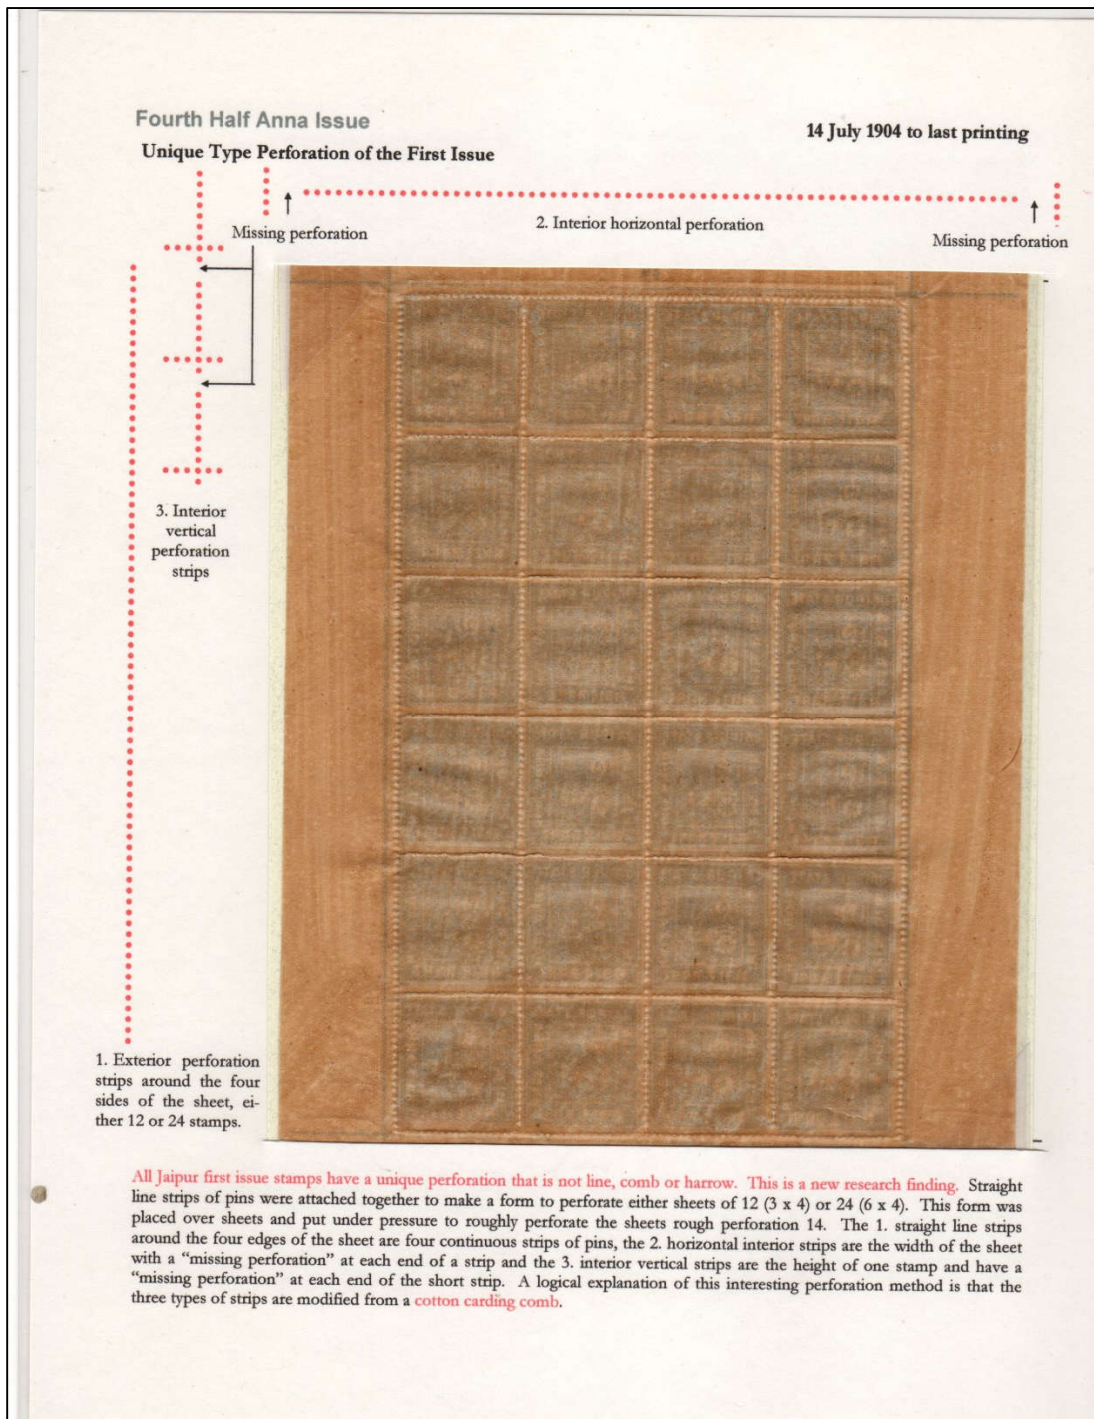 Fourth Half Anna Issue
14 July 1904 to last printing
Unique Type Perforation of the First Issue
Missing perforation
2. Interior horizontal perforation
Missing perforation
3. Interior
vertical
perforation
strips
1. Exterior perforation
strips around the four
sides of the sheet, ei-
ther 12 or 24 stamps.
All Jaipur first issue stamps have a unique perforation that is not line, comb or harrow. This is a new research finding. Straight
line strips of pins were attached together to make a form to perforate either sheets of 12 (3 x 4) or 24 (6 x 4). This form was
placed over sheets and put under pressure to roughly perforate the sheets rough perforation 14. The 1. straight line strips
around the four edges of the sheet are four continuous strips of pins, the 2. horizontal interior strips are the width of the sheet
with a “missing perforation” at each end of a strip and the 3. interior vertical strips are the height of one stamp and have a
“missing perforation” at each end of the short strip. A logical explanation of this interesting perforation method is that the
three types of strips are modified from a cotton carding comb.